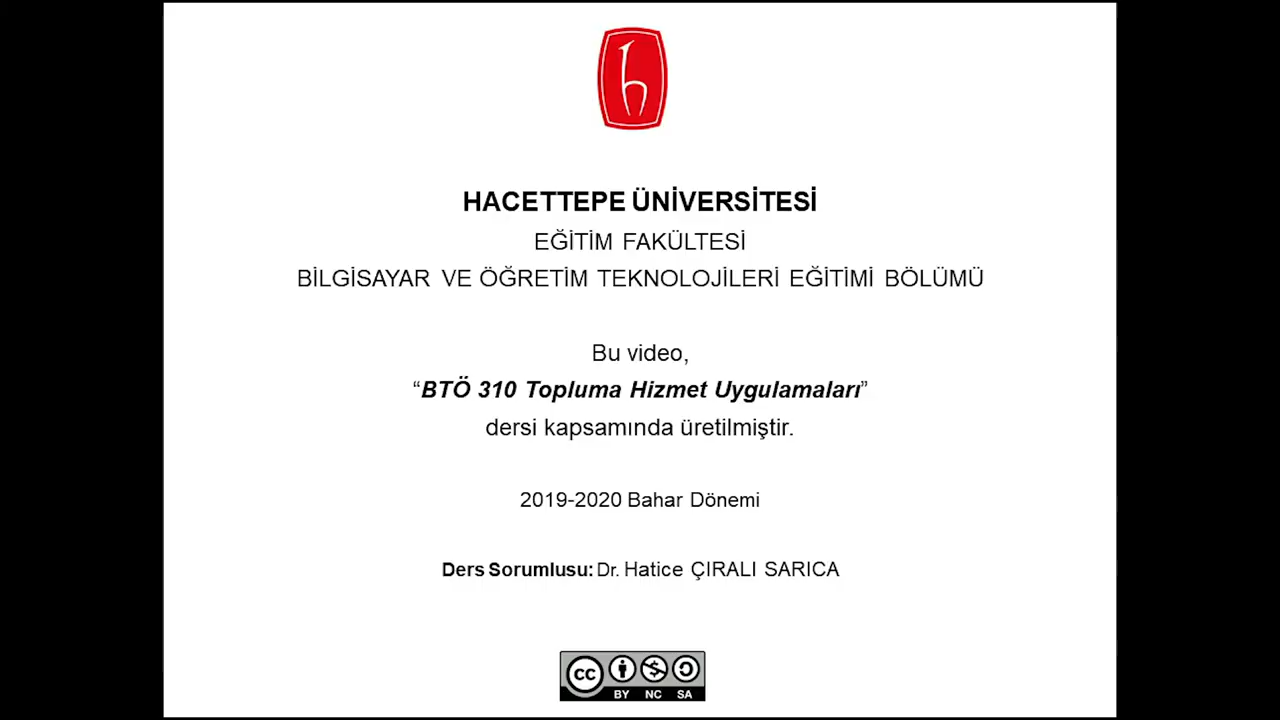 HACETTEPE ÜNİVERSİTESİ
EĞİTİM FAKÜLTESİ
BİLGİSAYAR VE ÖĞRETİM TEKNOLOJİLERİ EĞİTİMİ BÖLÜMÜ
Bu video,
“BTÖ 310 Topluma Hizmet Uygulamaları”
dersi kapsamında üretilmiştir.
2019-2020 Bahar Dönemi
Ders Sorumlusu: Dr. Hatice ÇIRALI SARICA
cc
BY NC SA